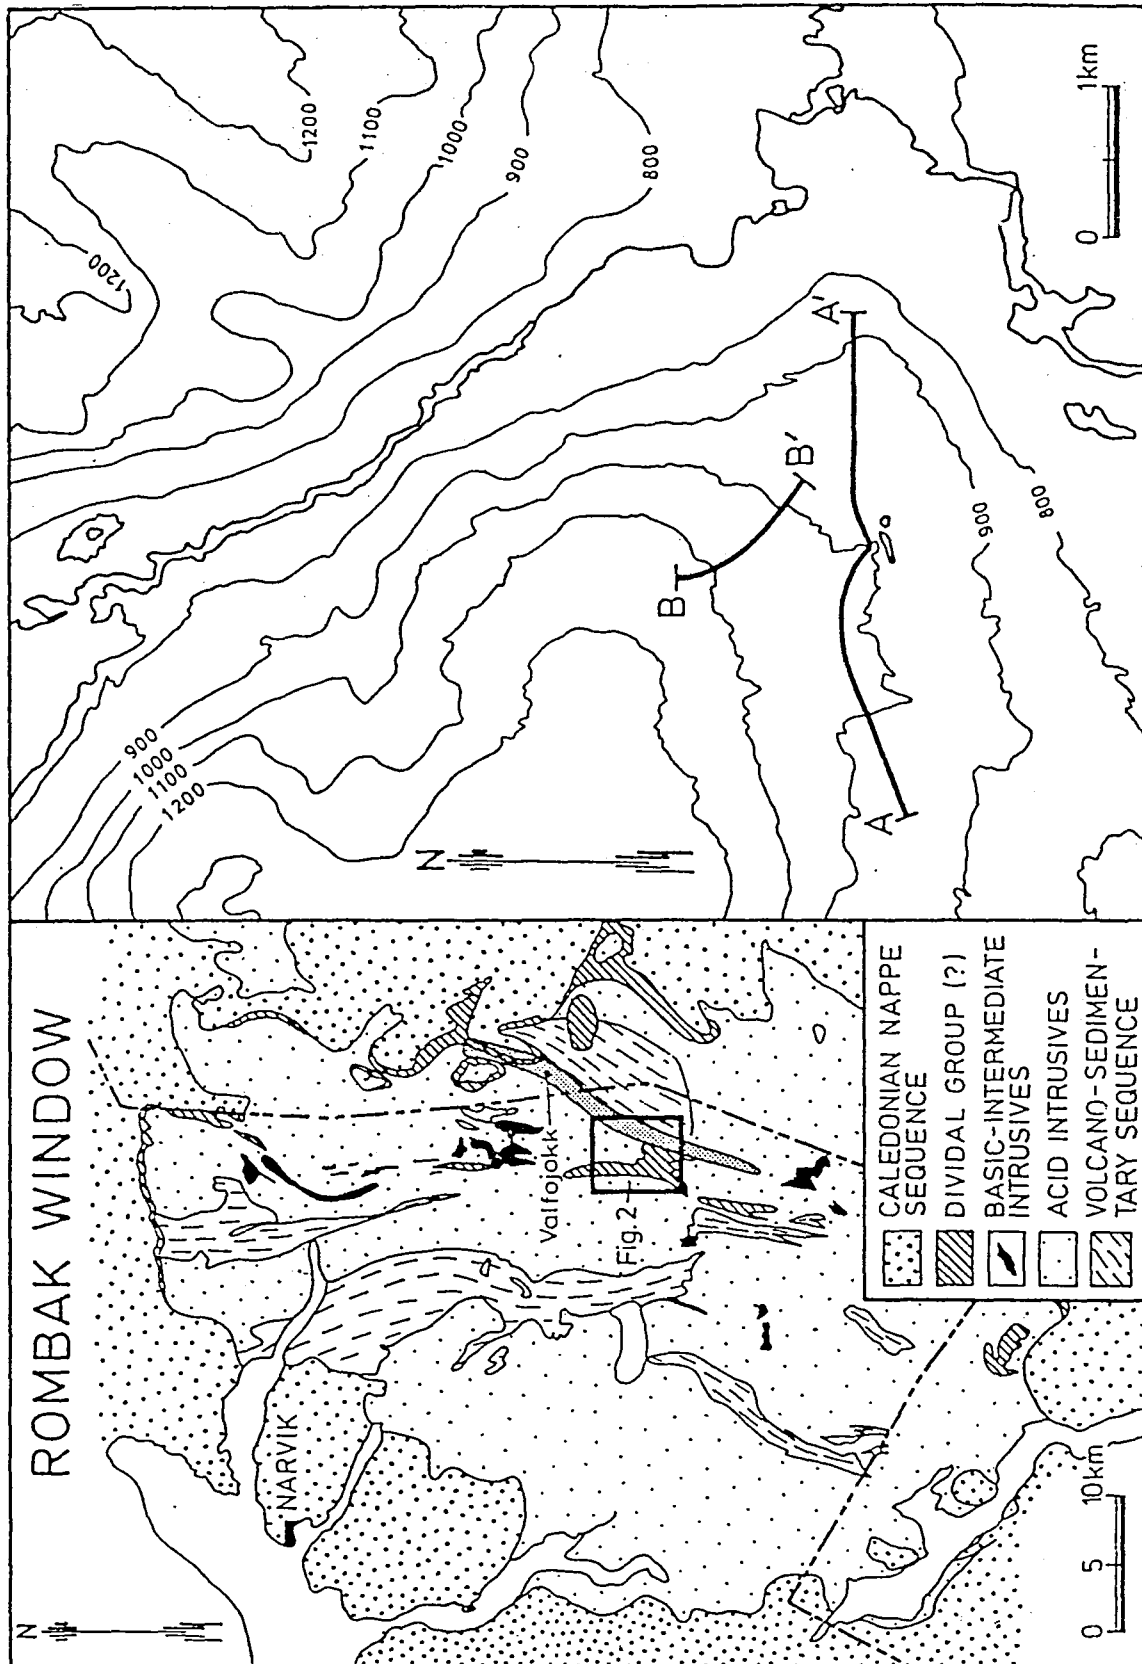 ROMBAK WINDOW
N
NARVIK
Valfojokk
Fig.2
0
5
10km
CALEDONIAN NAPPE
SEQUENCE
DIVIDAL GROUP (?)
BASIC-INTERMEDIATE
INTRUSIVES
ACID INTRUSIVES
VOLCANO-SEDIMEN-
TARY SEQUENCE
N
1200
1200
1100
1000
900
800
900
1000
1100
1200
B
B'
A
A'
900
800
0
1km